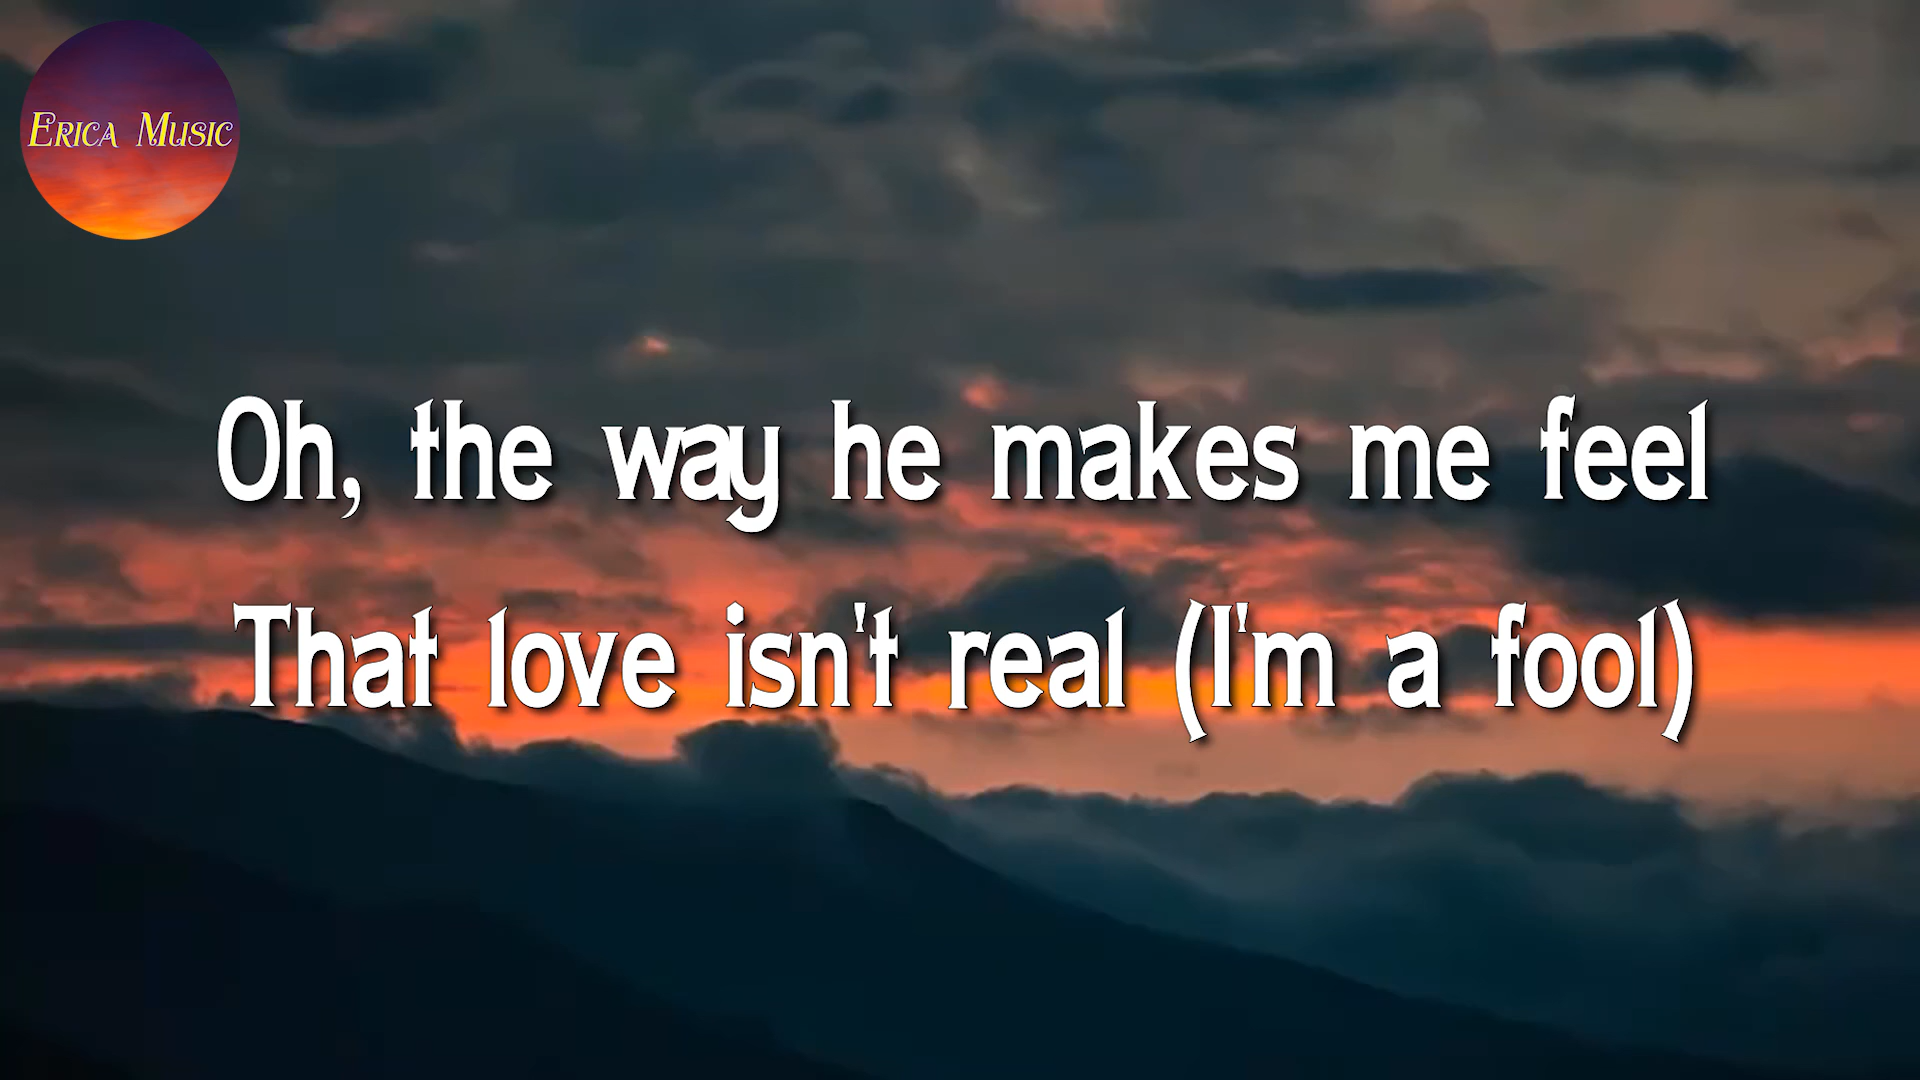 Erica Music
Oh, the way he makes me feel
That love isn't real (I'm a fool)